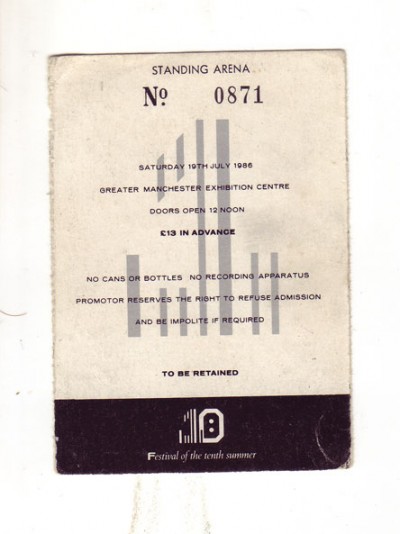 STANDING ARENA
Nº 0871
SATURDAY 19TH JULY 1986
GREATER MANCHESTER EXHIBITION CENTRE
DOORS OPEN 12 NOON
£13 IN ADVANCE
NO CANS OR BOTTLES NO RECORDING APPARATUS
PROMOTOR RESERVES THE RIGHT TO REFUSE ADMISSION
AND BE IMPOLITE IF REQUIRED
TO BE RETAINED
10
Festival of the tenth summer